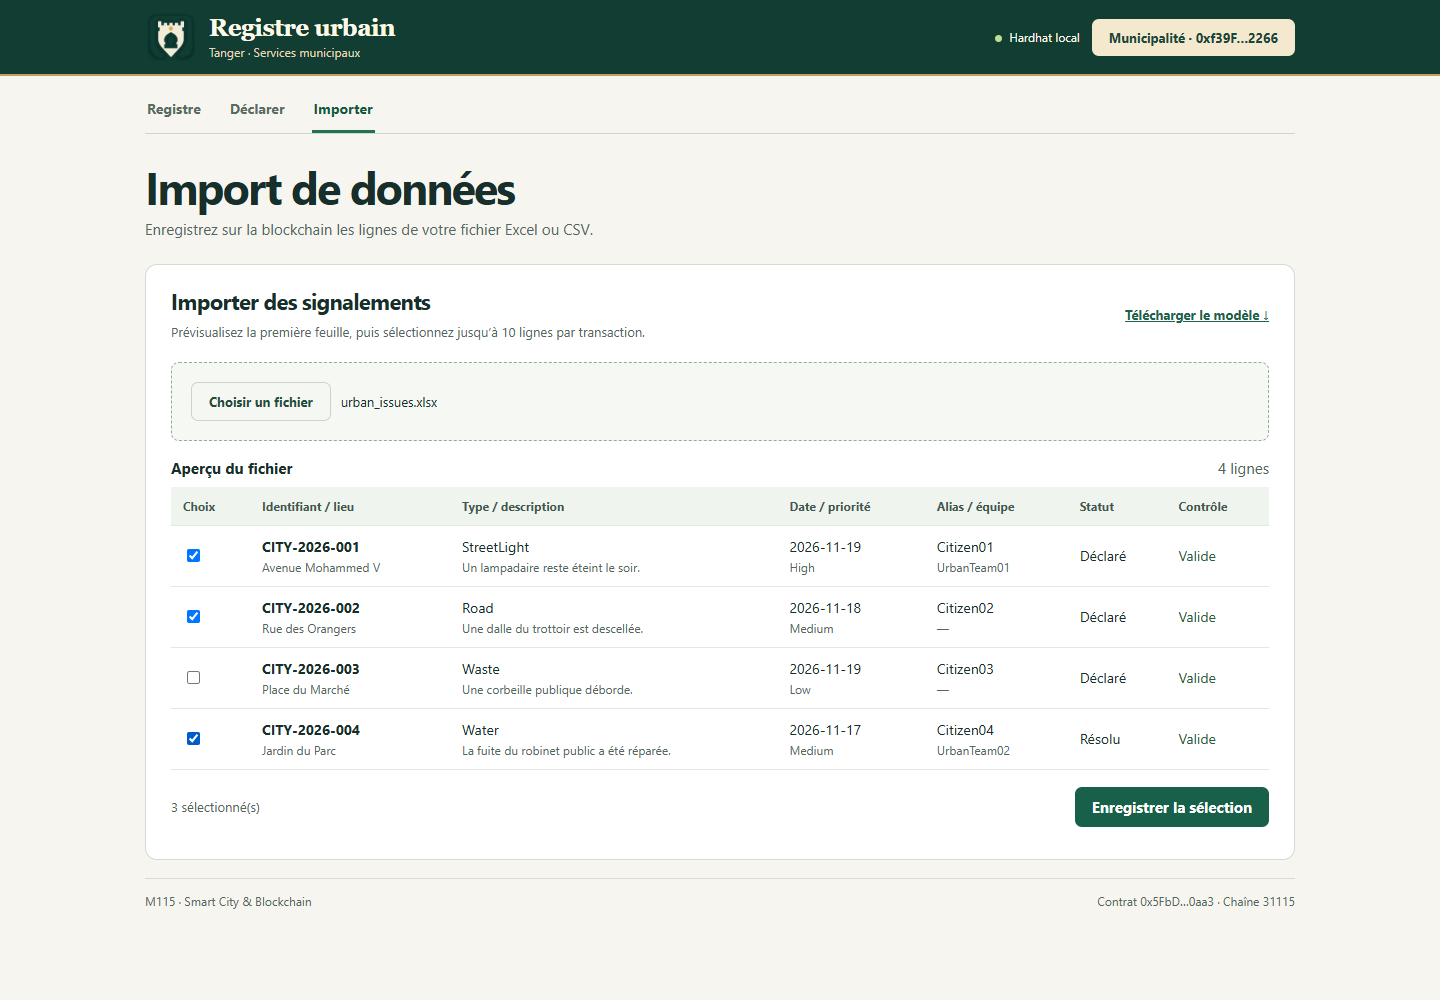 Registre urbain
Tanger · Services municipaux
Hardhat local
Municipalité · 0xf39F...2266
Registre
Déclarer
Importer
Import de données
Enregistrez sur la blockchain les lignes de votre fichier Excel ou CSV.
Importer des signalements
Prévisualisez la première feuille, puis sélectionnez jusqu'à 10 lignes par transaction.
Télécharger le modèle ↓
Choisir un fichier
urban_issues.xlsx
Aperçu du fichier
4 lignes
Choix Identifiant / lieu Type / description Date / priorité Alias / équipe Statut Contrôle
CITY-2026-001 StreetLight 2026-11-19 Citizen01 Déclaré Valide
Avenue Mohammed V Un lampadaire reste éteint le soir. High UrbanTeam01
CITY-2026-002 Road 2026-11-18 Citizen02 Déclaré Valide
Rue des Orangers Une dalle du trottoir est descellée. Medium —
CITY-2026-003 Waste 2026-11-19 Citizen03 Déclaré Valide
Place du Marché Une corbeille publique déborde. Low —
CITY-2026-004 Water 2026-11-17 Citizen04 Résolu Valide
Jardin du Parc La fuite du robinet public a été réparée. Medium UrbanTeam02
3 sélectionné(s)
Enregistrer la sélection
M115 · Smart City & Blockchain
Contrat 0x5FbD...0aa3 · Chaîne 31115